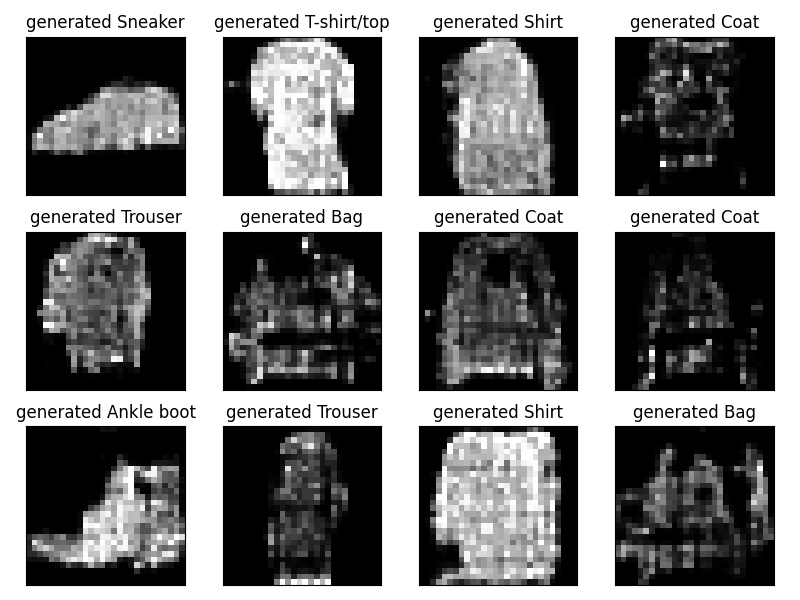 generated Sneaker
generated T-shirt/top
generated Shirt
generated Coat
generated Trouser
generated Bag
generated Coat
generated Coat
generated Ankle boot
generated Trouser
generated Shirt
generated Bag